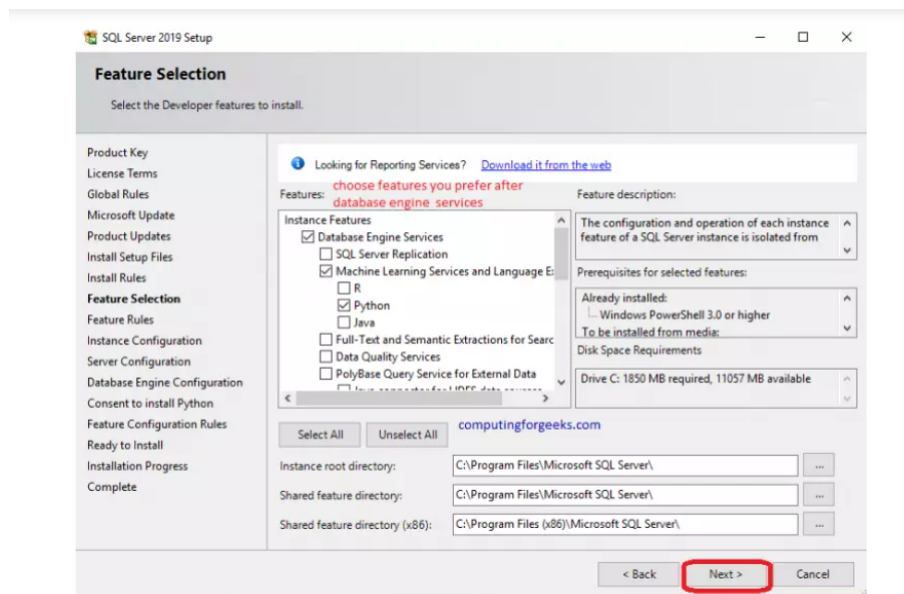 SQL Server 2019 Setup
Feature Selection
Select the Developer features to install.
Product Key
License Terms
Global Rules
Microsoft Update
Product Updates
Install Setup Files
Install Rules
Feature Selection
Feature Rules
Instance Configuration
Server Configuration
Database Engine Configuration
Consent to install Python
Feature Configuration Rules
Ready to Install
Installation Progress
Complete
Looking for Reporting Services? Download it from the web
Features:
choose features you prefer after
database engine services
Instance Features
Database Engine Services
SQL Server Replication
Machine Learning Services and Language E
R
Python
Java
Full-Text and Semantic Extractions for Searc
Data Quality Services
PolyBase Query Service for External Data
Java connector for HDFS data sources
Feature description:
The configuration and operation of each instance
feature of a SQL Server instance is isolated from
Prerequisites for selected features:
Already installed:
Windows PowerShell 3.0 or higher
To be installed from media:
Disk Space Requirements
Drive C: 1850 MB required, 11057 MB available
Select All
Unselect All
computingforgeeks.com
Instance root directory: C:\Program Files\Microsoft SQL Server\ ...
Shared feature directory: C:\Program Files\Microsoft SQL Server\ ...
Shared feature directory (x86): C:\Program Files (x86)\Microsoft SQL Server\ ...
< Back
Next >
Cancel